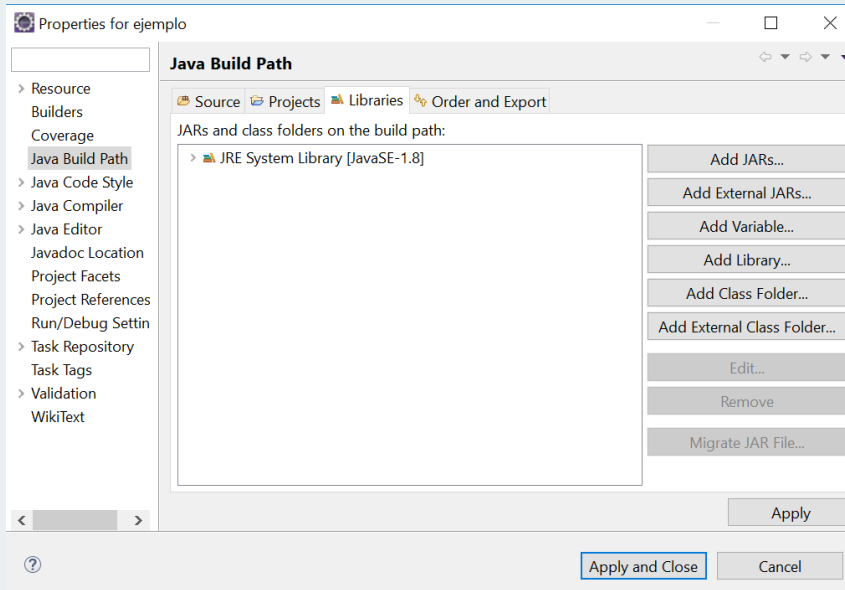 Properties for ejemplo
Java Build Path
Resource
Builders
Coverage
Java Build Path
Java Code Style
Java Compiler
Java Editor
Javadoc Location
Project Facets
Project References
Run/Debug Settin
Task Repository
Task Tags
Validation
WikiText
Source Projects Libraries Order and Export
JARs and class folders on the build path:
JRE System Library [JavaSE-1.8]
Add JARs...
Add External JARs...
Add Variable...
Add Library...
Add Class Folder...
Add External Class Folder...
Edit...
Remove
Migrate JAR File...
Apply
?
Apply and Close
Cancel